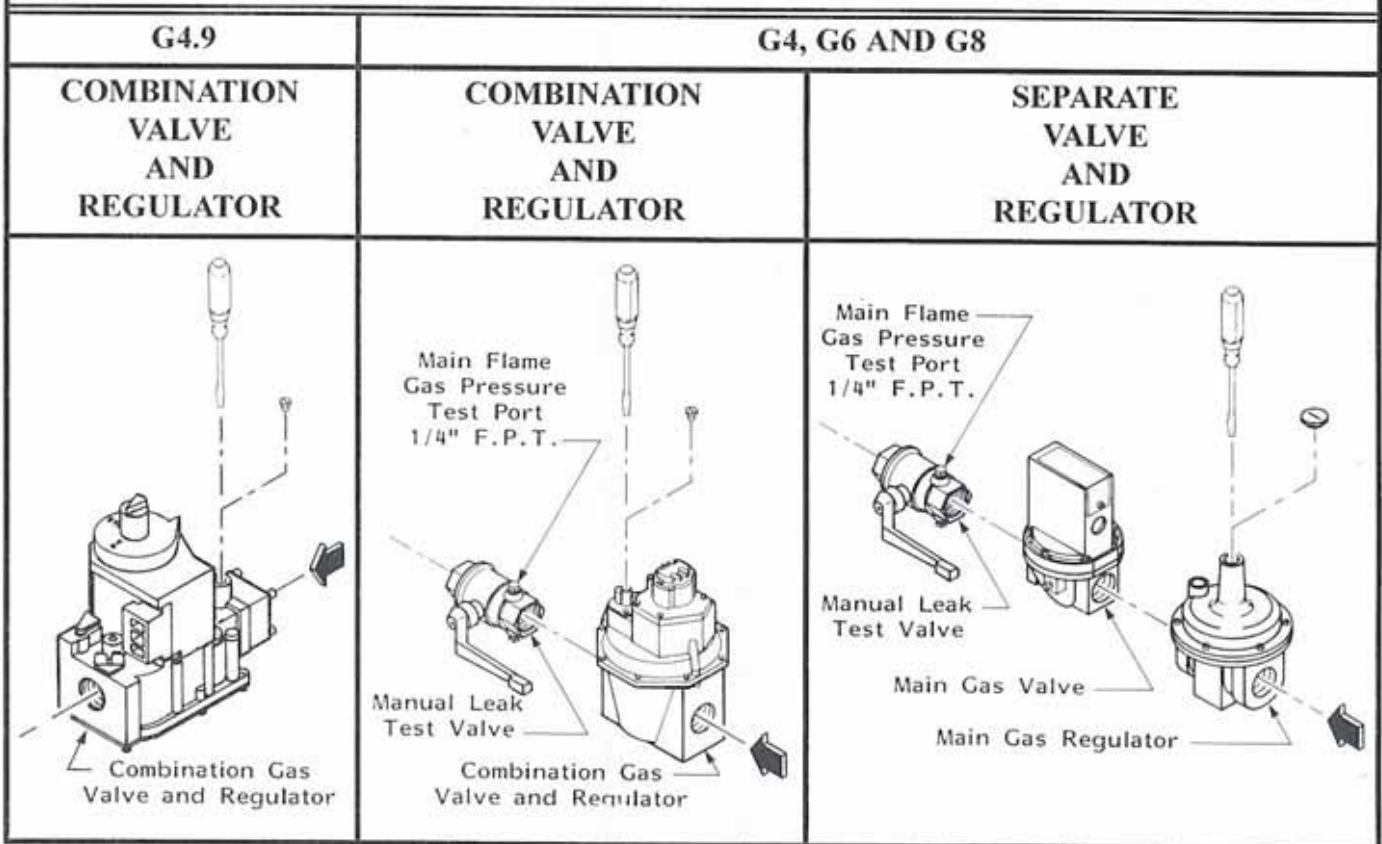 G4.9
G4, G6 AND G8
COMBINATION
VALVE
AND
REGULATOR
COMBINATION
VALVE
AND
REGULATOR
SEPARATE
VALVE
AND
REGULATOR
Combination Gas
Valve and Regulator
Main Flame
Gas Pressure
Test Port
1/4" F.P.T.
Manual Leak
Test Valve
Combination Gas
Valve and Regulator
Main Flame
Gas Pressure
Test Port
1/4" F.P.T.
Manual Leak
Test Valve
Main Gas Valve
Main Gas Regulator